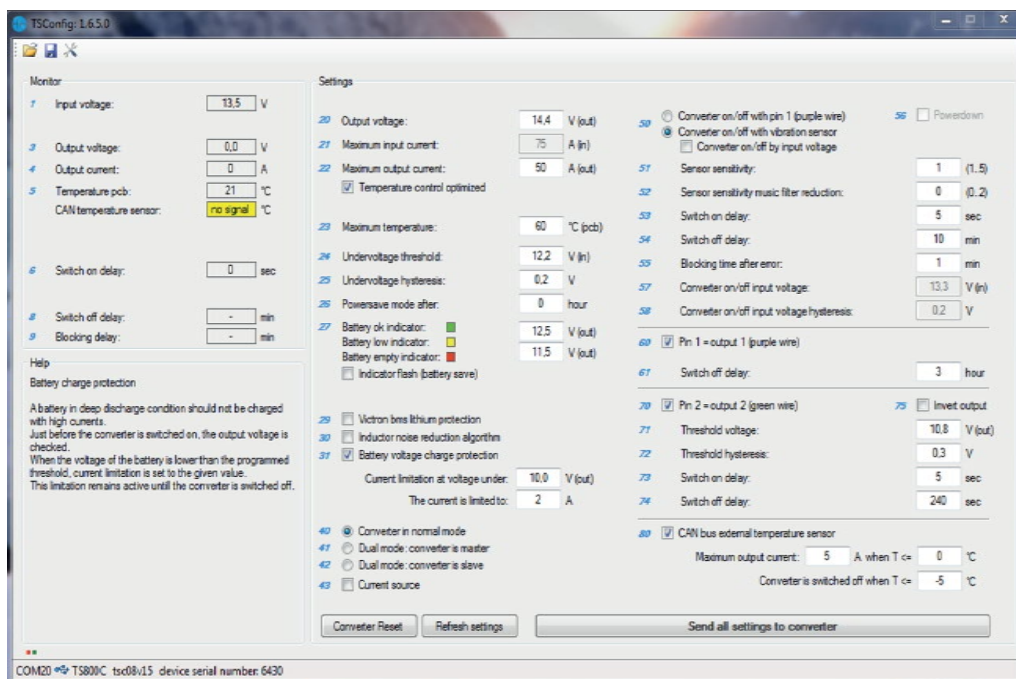 TSConfig: 1.6.5.0
Monitor
1 Input voltage: 13,5 V
3 Output voltage: 0,0 V
4 Output current: 0 A
5 Temperature pcb: 21 °C
CAN temperature sensor: no signal °C
6 Switch on delay: 0 sec
8 Switch off delay: - min
9 Blocking delay: - min
Help
Battery charge protection
A battery in deep discharge condition should not be charged
with high currents.
Just before the converter is switched on, the output voltage is
checked.
When the voltage of the battery is lower than the programmed
threshold, current limitation is set to the given value.
This limitation remains active until the converter is switched off.
Settings
20 Output voltage: 14,4 V (out)
21 Maximum input current: 75 A (in)
22 Maximum output current: 50 A (out)
Temperature control optimized
23 Maximum temperature: 60 °C (pcb)
24 Undervoltage threshold: 12,2 V (in)
25 Undervoltage hysteresis: 0,2 V
26 Powersave mode after: 0 hour
27 Battery ok indicator: 12,5 V (out)
Battery low indicator:
Battery empty indicator: 11,5 V (out)
Indicator flash (battery save)
29 Victron bms lithium protection
30 Inductor noise reduction algorithm
31 Battery voltage charge protection
Current limitation at voltage under: 10,0 V (out)
The current is limited to: 2 A
40 Converter in normal mode
41 Dual mode: converter is master
42 Dual mode: converter is slave
43 Current source
Converter Reset
Refresh settings
50 Converter on/off with pin 1 (purple wire)
Converter on/off with vibration sensor
Converter on/off by input voltage
56 Powerdown
51 Sensor sensitivity: 1 (1..5)
52 Sensor sensitivity music filter reduction: 0 (0..2)
53 Switch on delay: 5 sec
54 Switch off delay: 10 min
55 Blocking time after error: 1 min
57 Converter on/off input voltage: 13,3 V (in)
58 Converter on/off input voltage hysteresis: 0,2 V
60 Pin 1 = output 1 (purple wire)
61 Switch off delay: 3 hour
70 Pin 2 = output 2 (green wire) 75 Invert output
71 Threshold voltage: 10,8 V (out)
72 Threshold hysteresis: 0,3 V
73 Switch on delay: 5 sec
74 Switch off delay: 240 sec
80 CAN bus external temperature sensor
Maximum output current: 5 A when T <= 0 °C
Converter is switched off when T <= -5 °C
Send all settings to converter
COM20 TS800C tsc08v15 device serial number: 6430